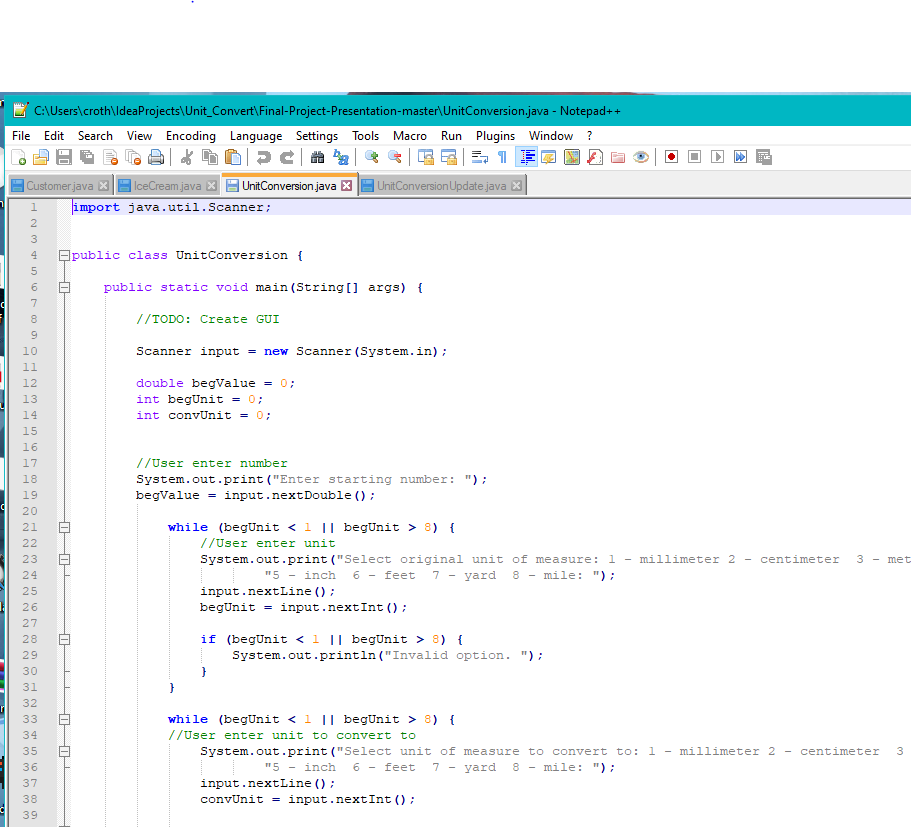 C:\Users\croth\IdeaProjects\Unit_Convert\Final-Project-Presentation-master\UnitConversion.java - Notepad++
File Edit Search View Encoding Language Settings Tools Macro Run Plugins Window ?
Customer.java IceCream.java UnitConversion.java UnitConversionUpdate.java
1 import java.util.Scanner;
2
3
4 public class UnitConversion {
5
6 public static void main(String[] args) {
7
8 //TODO: Create GUI
9
10 Scanner input = new Scanner(System.in);
11
12 double begValue = 0;
13 int begUnit = 0;
14 int convUnit = 0;
15
16
17 //User enter number
18 System.out.print("Enter starting number: ");
19 begValue = input.nextDouble();
20
21 while (begUnit < 1 || begUnit > 8) {
22 //User enter unit
23 System.out.print("Select original unit of measure: 1 - millimeter 2 - centimeter  3 - met
24 "5 - inch  6 - feet  7 - yard  8 - mile: ");
25 input.nextLine();
26 begUnit = input.nextInt();
27
28 if (begUnit < 1 || begUnit > 8) {
29 System.out.println("Invalid option. ");
30 }
31 }
32
33 while (begUnit < 1 || begUnit > 8) {
34 //User enter unit to convert to
35 System.out.print("Select unit of measure to convert to: 1 - millimeter 2 - centimeter  3
36 "5 - inch  6 - feet  7 - yard  8 - mile: ");
37 input.nextLine();
38 convUnit = input.nextInt();
39